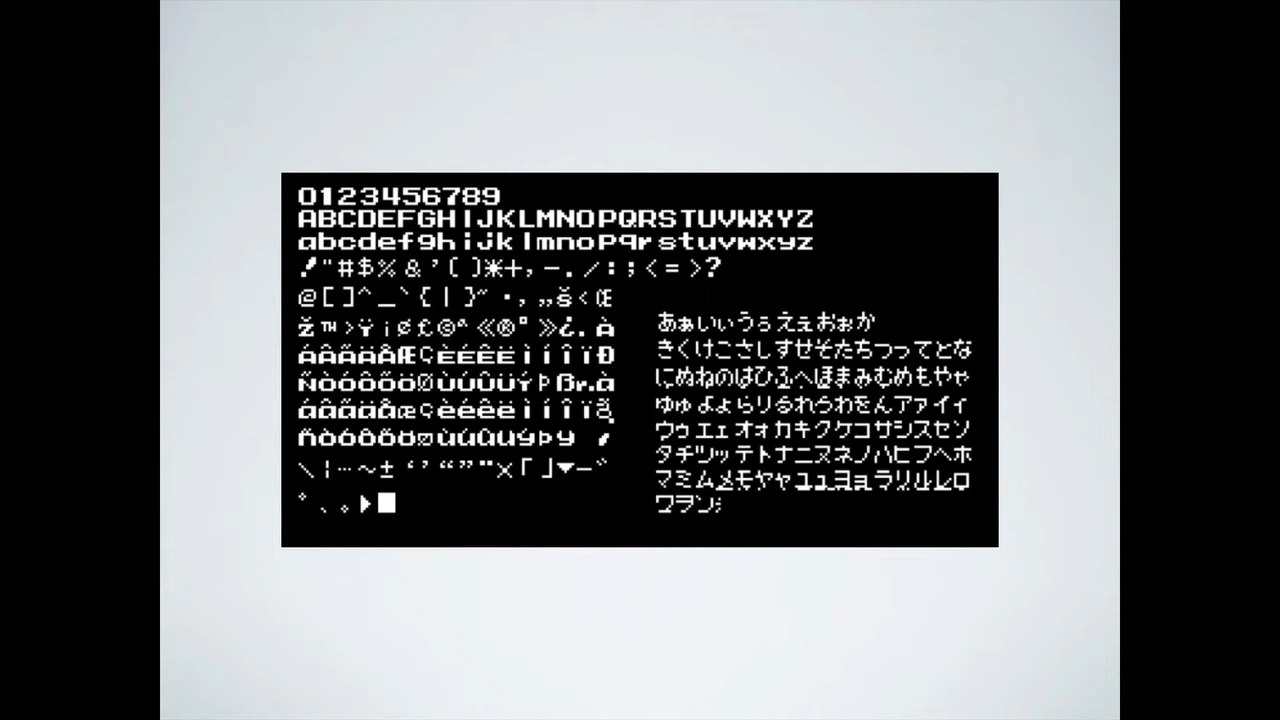 0123456789
ABCDEFGHIJKLMNOPQRSTUVWXYZ
abcdefghijklmnopqrstuvwxyz
!"#$%&'()*+,-./:;<=>?
@[]^_`{|}~·,„š<Œ
ž™>Ÿ¡ø£©ª«®°»¿.À
ÁÂÃÄÅÆÇÈÉÊËÌÍÎÏÐ
ÑÒÓÔÕÖØÙÚÛÜÝÞßr.à
áâãäåæçèéêëìíîï
ñòóôõöøùúûüýþy
\¦…~±‘’“”"×「」▼−
°、。▶■
あぁいぃうぅえぇおぉか
きくけこさしすせそたちつってとな
にぬねのはひふへほまみむめもやゃ
ゆゅよょらりるれろわをんアァイィ
ウゥエェオォカキクケコサシスセソ
タチツッテトナニヌネノハヒフヘホ
マミムメモヤャユュヨョラリルレロ
ワヲン